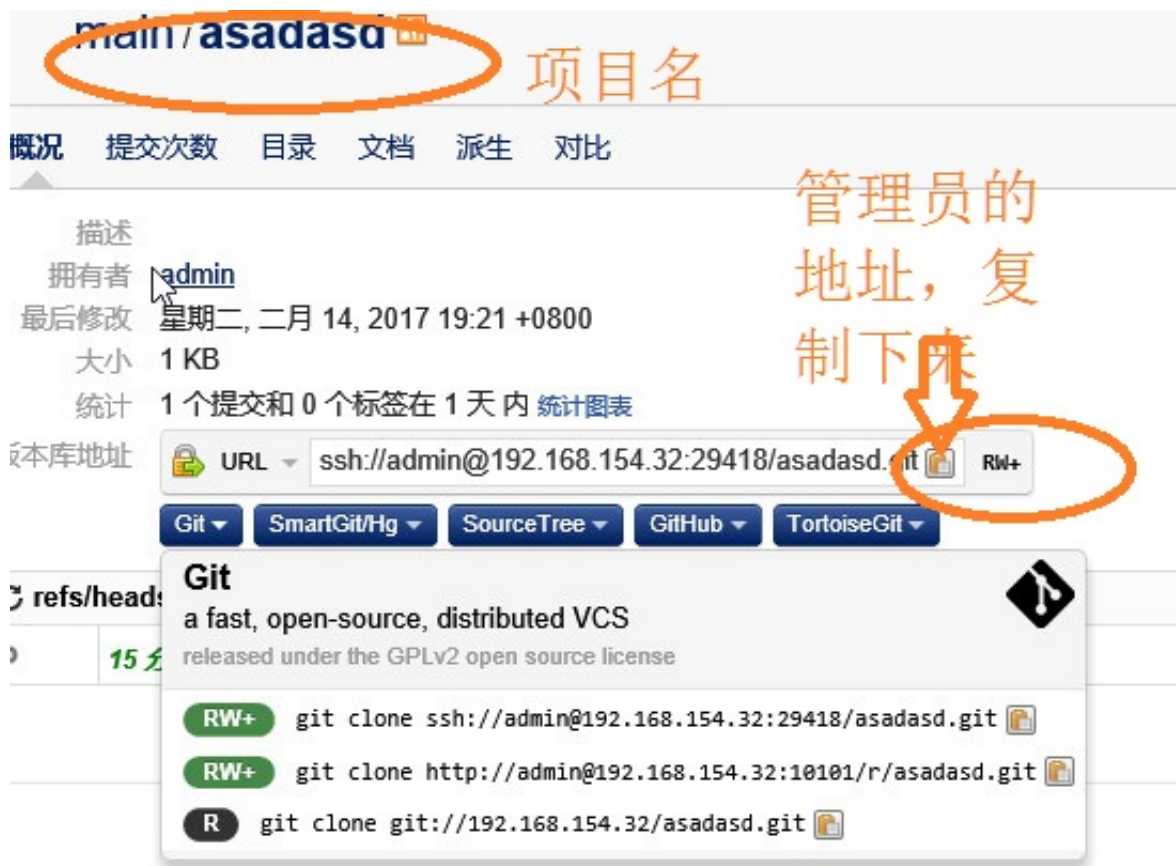 main / asadasd
项目名
概况 提交次数 目录 文档 派生 对比
管理员的
地址，复
制下来
描述
拥有者 admin
最后修改 星期二, 二月 14, 2017 19:21 +0800
大小 1 KB
统计 1 个提交和 0 个标签在 1 天 内 统计图表
版本库地址 URL ssh://admin@192.168.154.32:29418/asadasd.git RW+
Git SmartGit/Hg SourceTree GitHub TortoiseGit
Git
refs/heads
a fast, open-source, distributed VCS
15 released under the GPLv2 open source license
RW+ git clone ssh://admin@192.168.154.32:29418/asadasd.git
RW+ git clone http://admin@192.168.154.32:10101/r/asadasd.git
R git clone git://192.168.154.32/asadasd.git